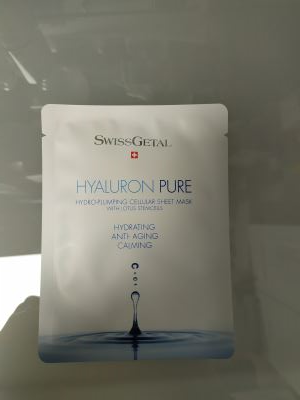 SWISSGETAL
HYALURON PURE
HYDRO-PLUMPING CELLULAR SHEET MASK
WITH LOTUS STEMCELLS
HYDRATING
ANTI-AGING
CALMING